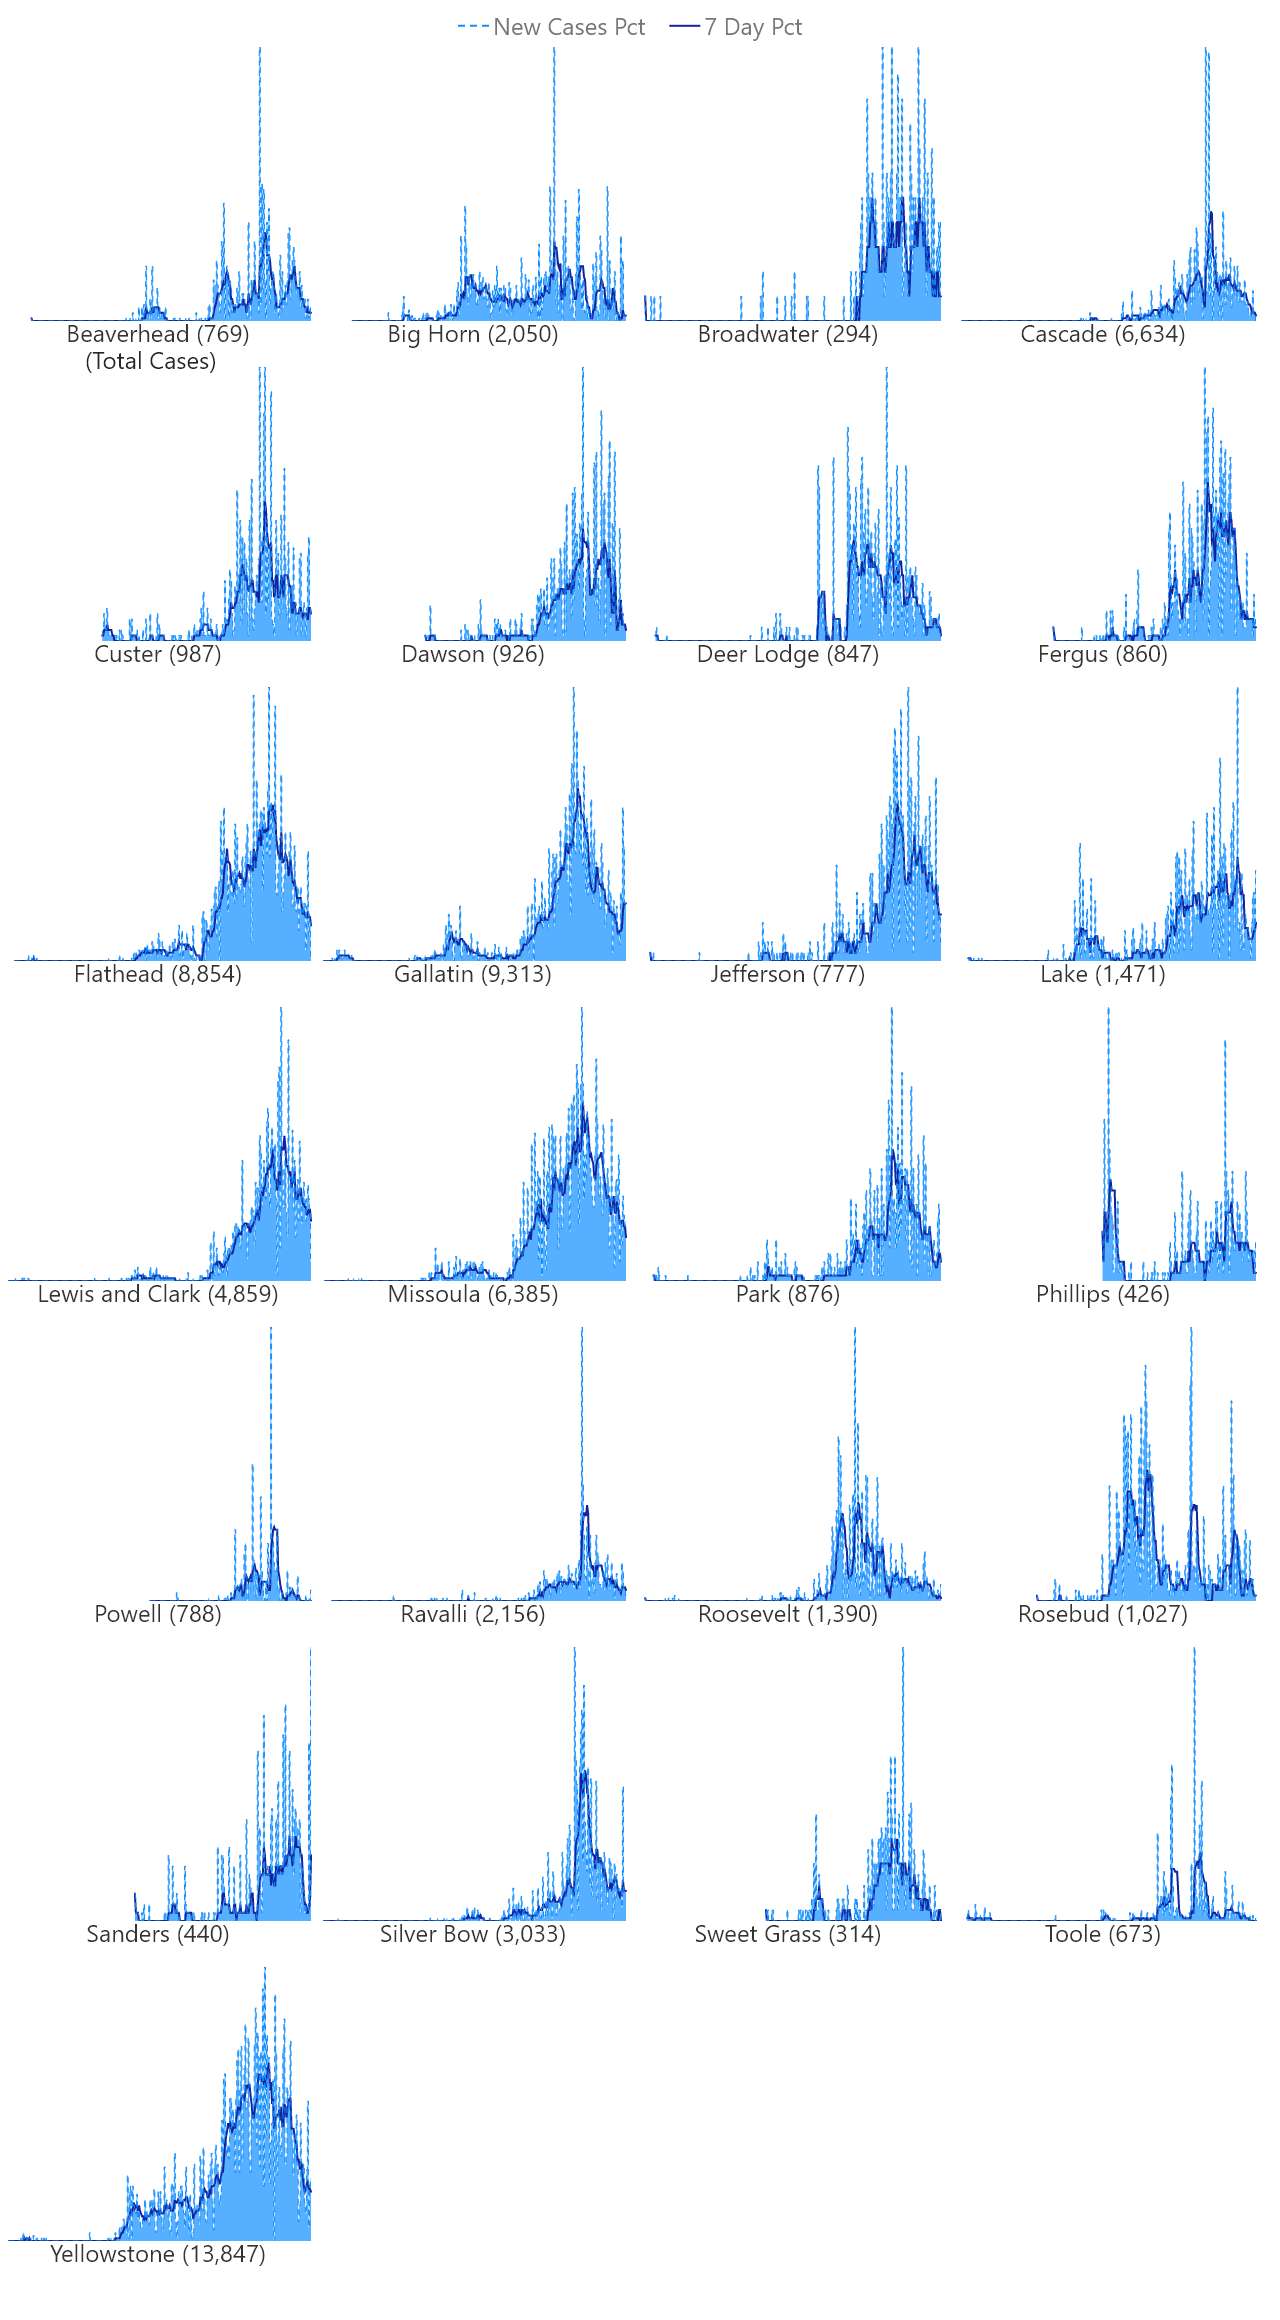 New Cases Pct 7 Day Pct
Beaverhead (769) Big Horn (2,050) Broadwater (294) Cascade (6,634)
(Total Cases)
Custer (987) Dawson (926) Deer Lodge (847) Fergus (860)
Flathead (8,854) Gallatin (9,313) Jefferson (777) Lake (1,471)
Lewis and Clark (4,859) Missoula (6,385) Park (876) Phillips (426)
Powell (788) Ravalli (2,156) Roosevelt (1,390) Rosebud (1,027)
Sanders (440) Silver Bow (3,033) Sweet Grass (314) Toole (673)
Yellowstone (13,847)